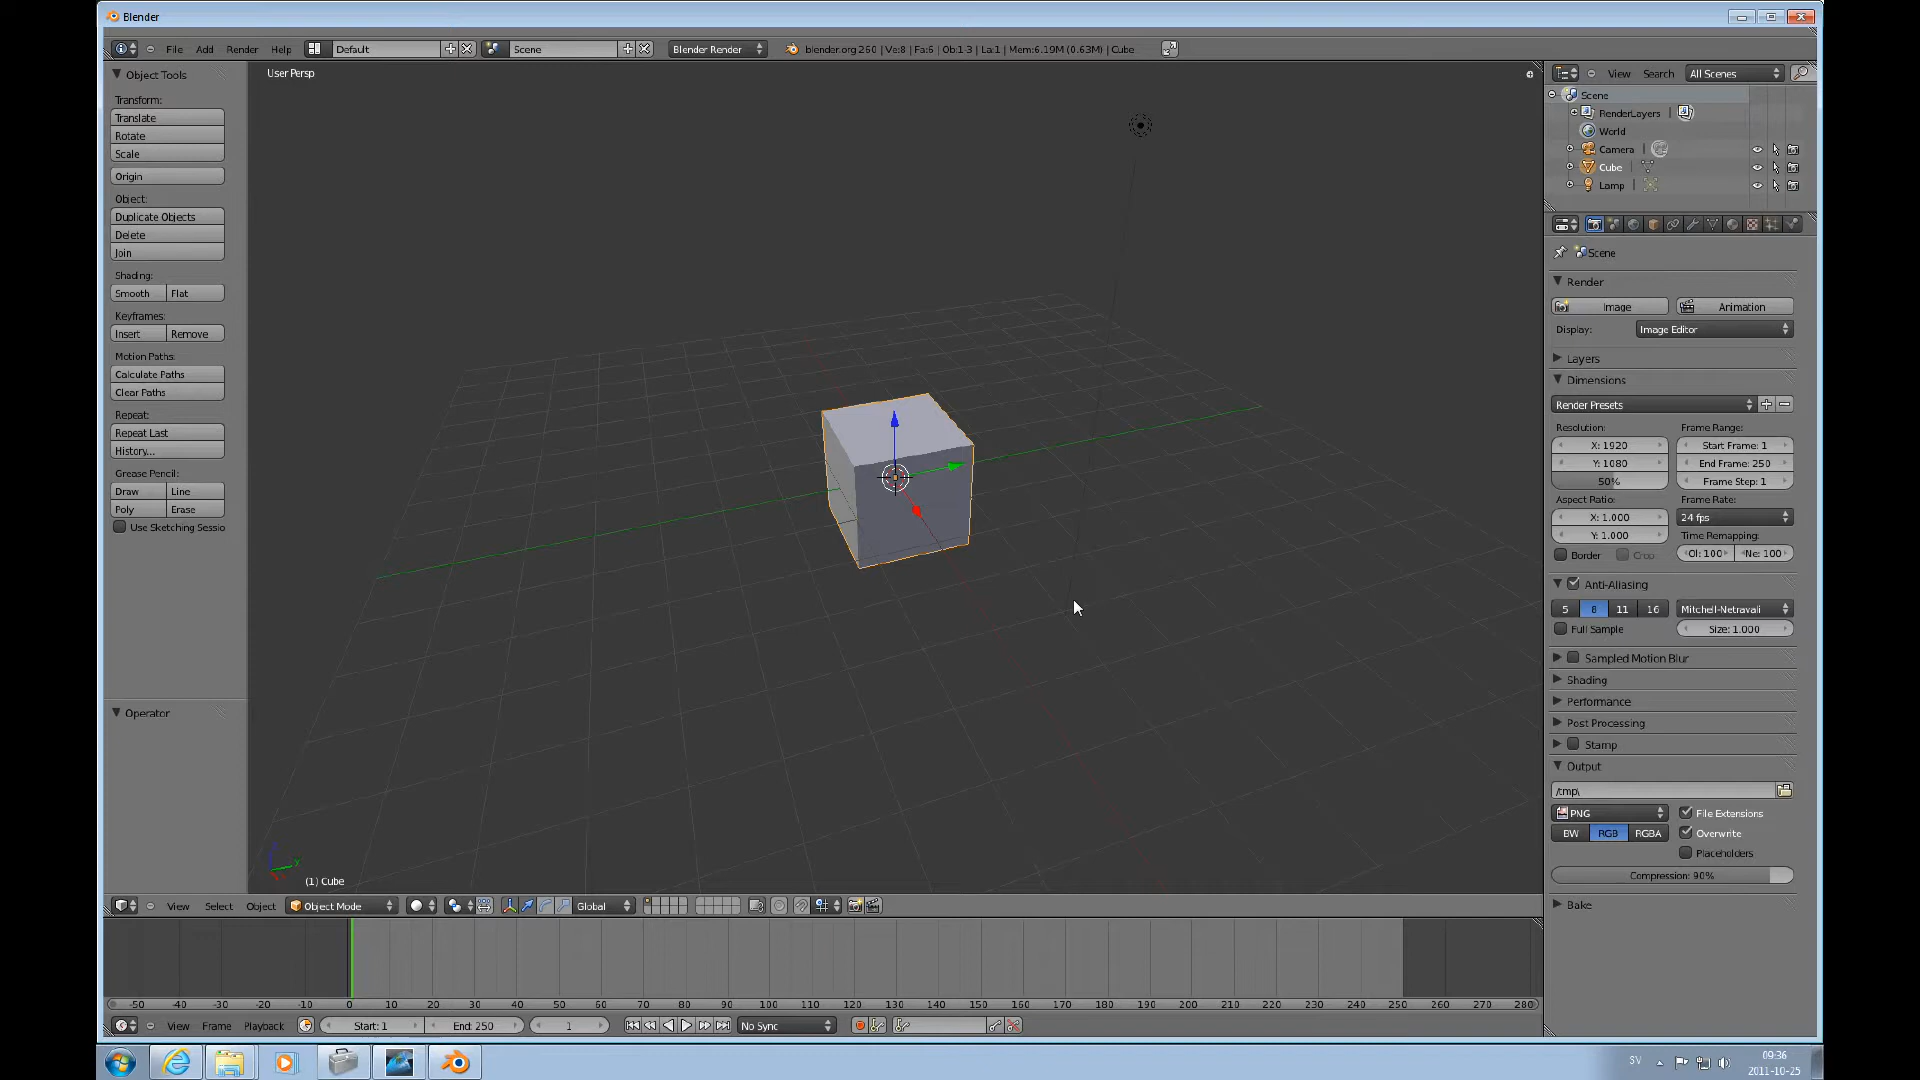 Blender
File Add Render Help Default Scene Blender Render blender.org 260 | Ve:8 | Fa:6 | Ob:1-3 | La:1 | Mem:6.19M (0.63M) | Cube
Object Tools
Transform:
Translate
Rotate
Scale
Origin
Object:
Duplicate Objects
Delete
Join
Shading:
Smooth Flat
Keyframes:
Insert Remove
Motion Paths:
Calculate Paths
Clear Paths
Repeat:
Repeat Last
History...
Grease Pencil:
Draw Line
Poly Erase
Use Sketching Sessio
Operator
User Persp
(1) Cube
View Select Object Object Mode Global
-50 -40 -30 -20 -10 0 10 20 30 40 50 60 70 80 90 100 110 120 130 140 150 160 170 180 190 200 210 220 230 240 250 260 270 280
View Frame Playback Start: 1 End: 250 1 No Sync
View Search All Scenes
Scene
RenderLayers
World
Camera
Cube
Lamp
Scene
Render
Image Animation
Display: Image Editor
Layers
Dimensions
Render Presets
Resolution: Frame Range:
X: 1920 Start Frame: 1
Y: 1080 End Frame: 250
50% Frame Step: 1
Aspect Ratio: Frame Rate:
X: 1.000 24 fps
Y: 1.000 Time Remapping:
Border Crop Ol: 100 Ne: 100
Anti-Aliasing
5 8 11 16 Mitchell-Netravali
Full Sample Size: 1.000
Sampled Motion Blur
Shading
Performance
Post Processing
Stamp
Output
/tmp\
PNG File Extensions
BW RGB RGBA Overwrite
Placeholders
Compression: 90%
Bake
SV 09:36
2011-10-25